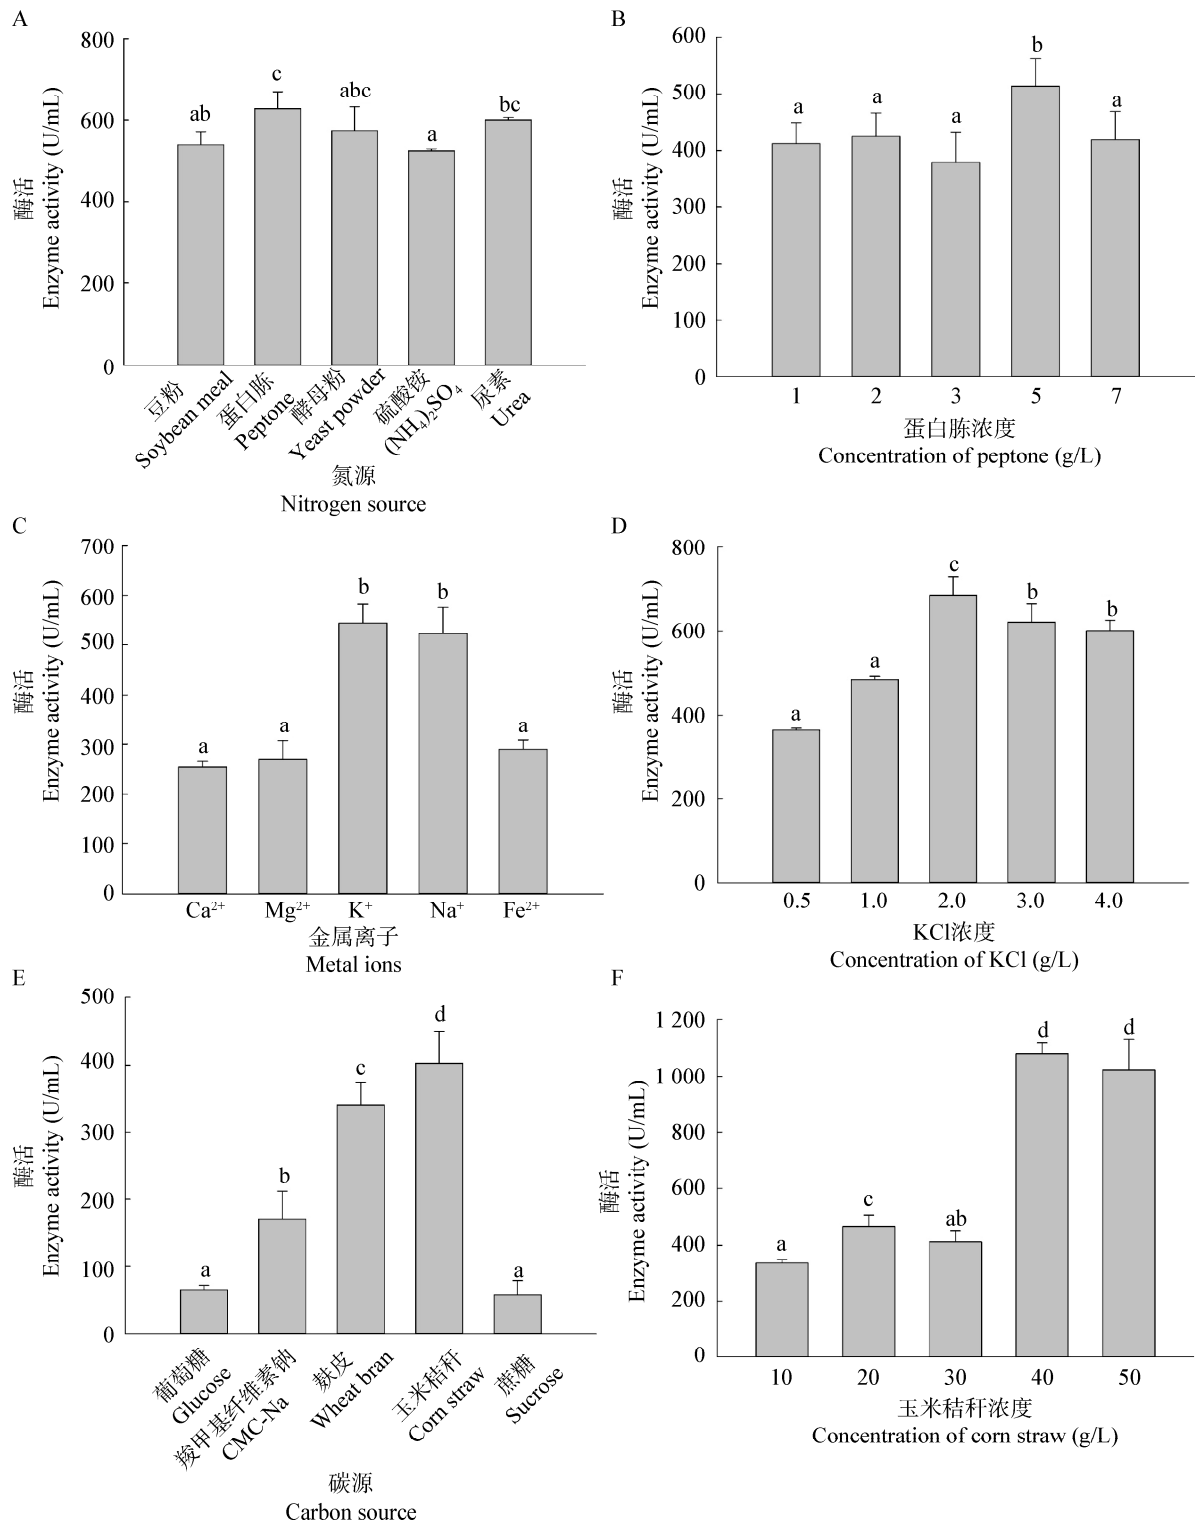 A
酶活
Enzyme activity (U/mL)
800
600
400
200
0
ab
c
abc
a
bc
豆粉
Soybean meal
蛋白胨
Peptone
酵母粉
Yeast powder
硫酸铵
(NH₄)₂SO₄
尿素
Urea
氮源
Nitrogen source
B
酶活
Enzyme activity (U/mL)
600
500
400
300
200
100
0
a
a
a
b
a
1 2 3 5 7
蛋白胨浓度
Concentration of peptone (g/L)
C
酶活
Enzyme activity (U/mL)
700
600
500
400
300
200
100
0
a
a
b
b
a
Ca²⁺ Mg²⁺ K⁺ Na⁺ Fe²⁺
金属离子
Metal ions
D
酶活
Enzyme activity (U/mL)
800
600
400
200
0
a
a
c
b
b
0.5 1.0 2.0 3.0 4.0
KCl浓度
Concentration of KCl (g/L)
E
酶活
Enzyme activity (U/mL)
500
400
300
200
100
0
a
b
c
d
a
葡萄糖
Glucose
羧甲基纤维素钠
CMC-Na
麸皮
Wheat bran
玉米秸秆
Corn straw
蔗糖
Sucrose
碳源
Carbon source
F
酶活
Enzyme activity (U/mL)
1 200
1 000
800
600
400
200
0
a
c
ab
d
d
10 20 30 40 50
玉米秸秆浓度
Concentration of corn straw (g/L)